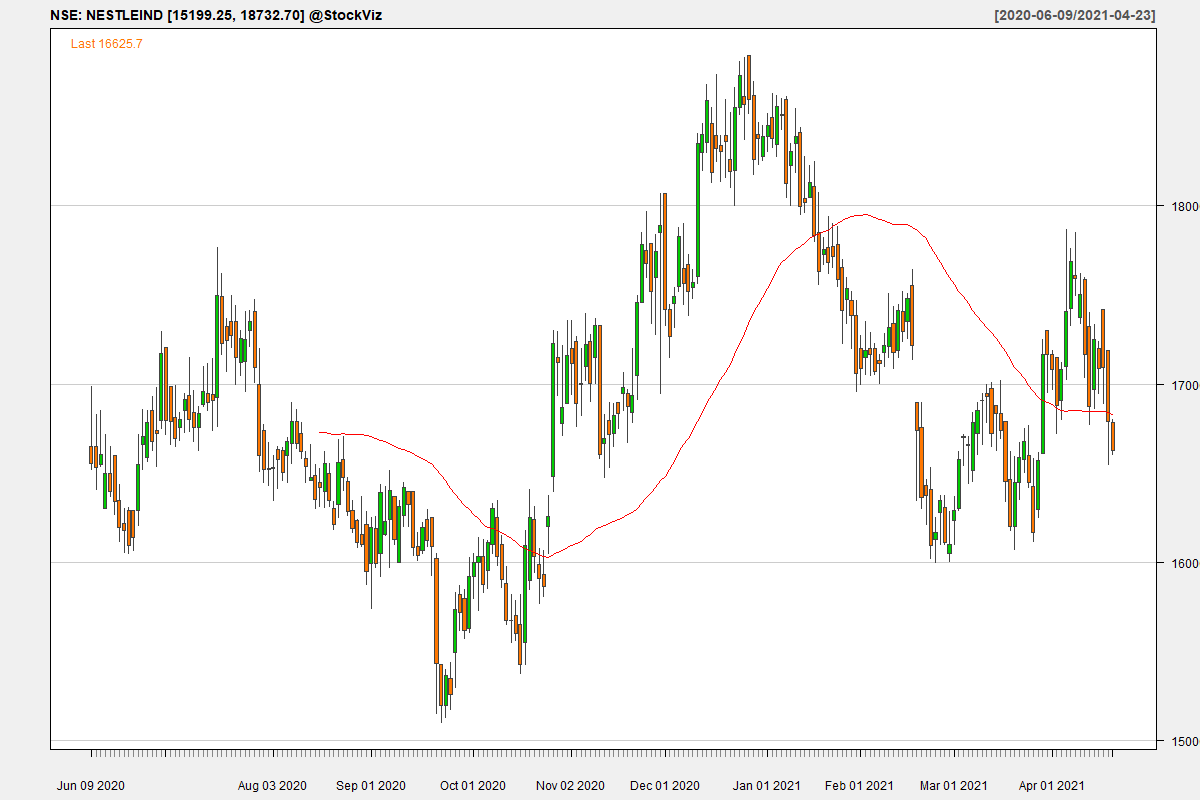 NSE: NESTLEIND [15199.25, 18732.70] @StockViz
[2020-06-09/2021-04-23]
Last 16625.7
1800
1700
1600
1500
Jun 09 2020
Aug 03 2020
Sep 01 2020
Oct 01 2020
Nov 02 2020
Dec 01 2020
Jan 01 2021
Feb 01 2021
Mar 01 2021
Apr 01 2021